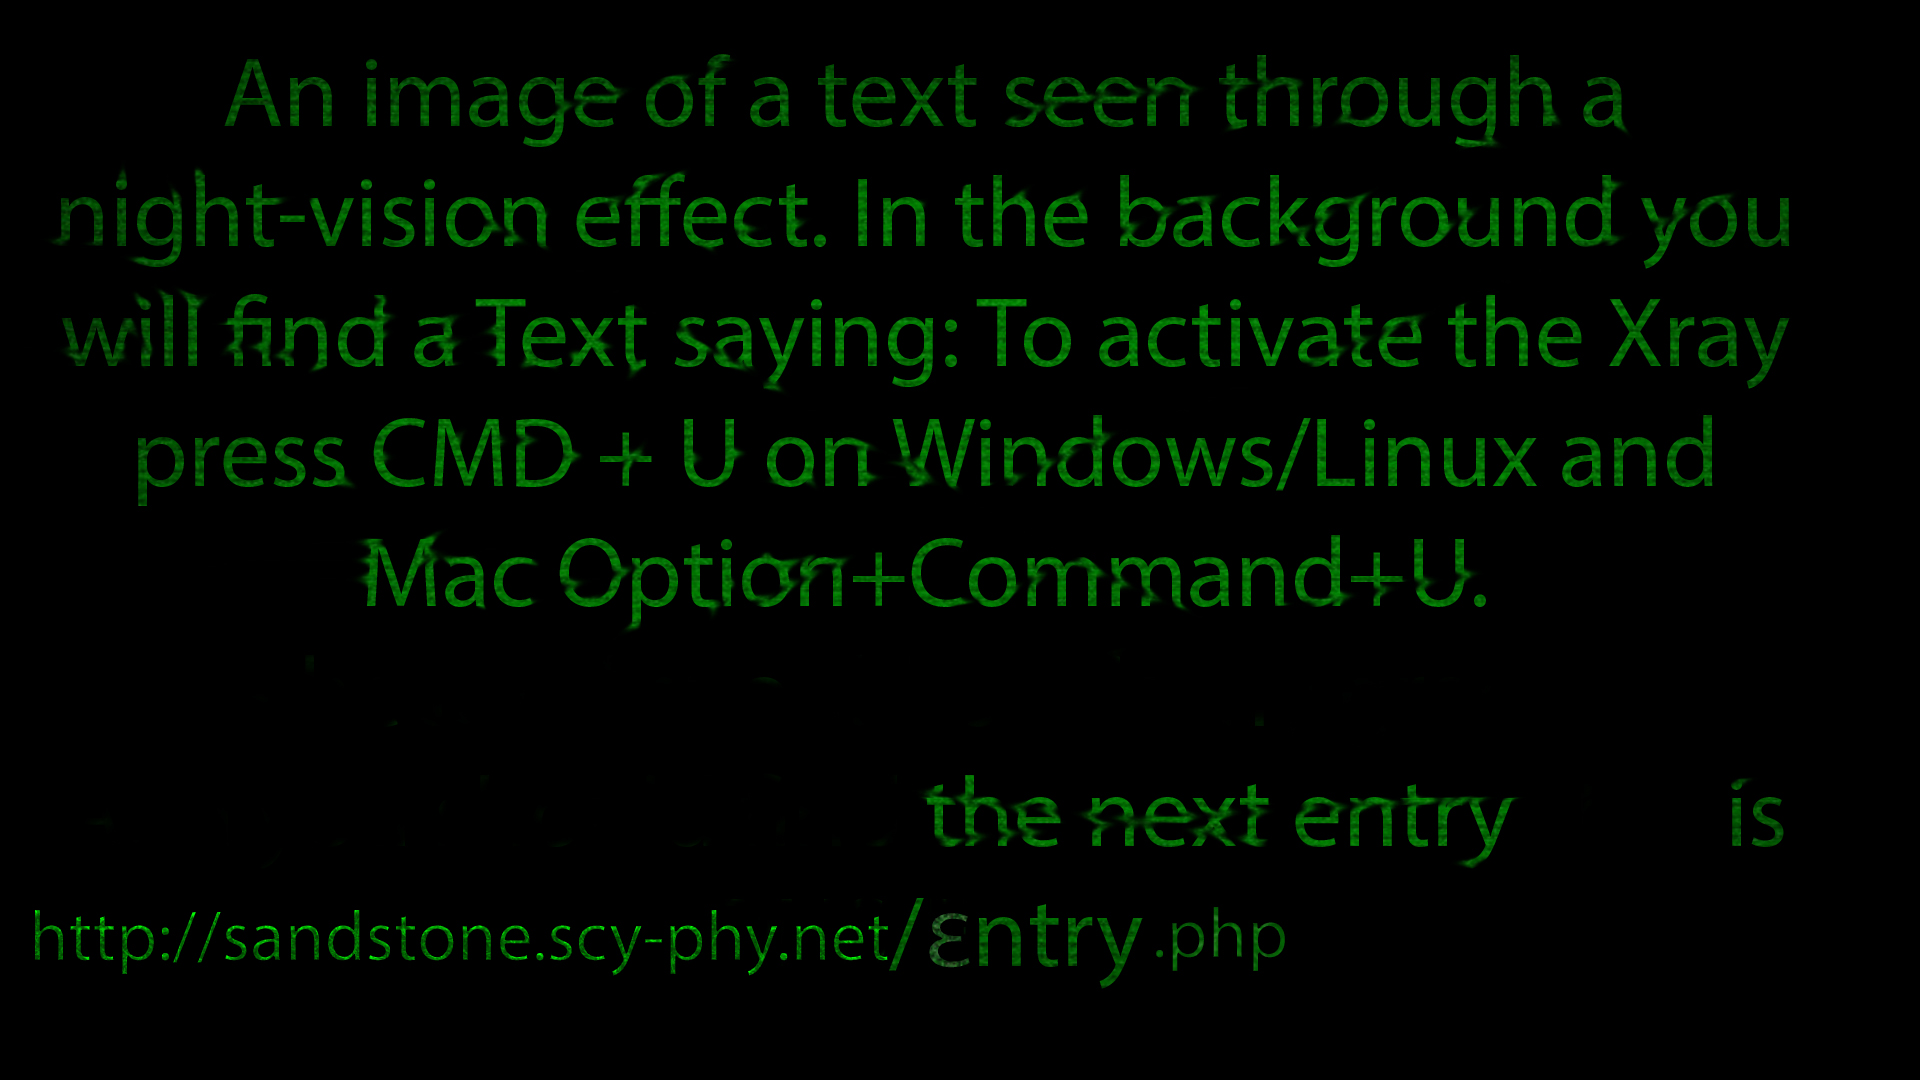 An image of a text seen through a
night-vision effect. In the background you
will find a Text saying: To activate the Xray
press CMD + U on Windows/Linux and
Mac Option+Command+U.
the next entry is
http://sandstone.scy-phy.net/εntry.php